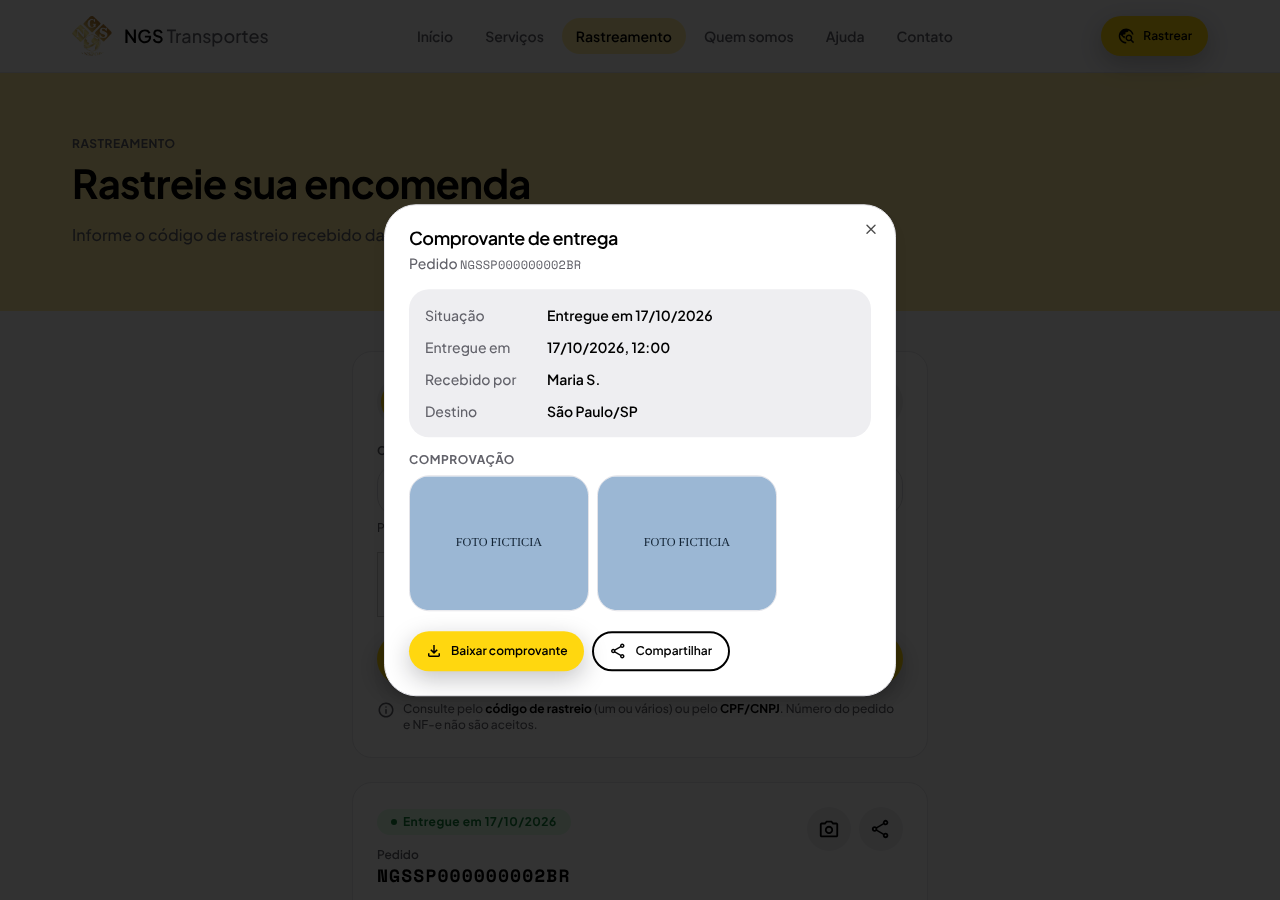 NGS Transportes
Início
Serviços
Rastreamento
Quem somos
Ajuda
Contato
Rastrear
RASTREAMENTO
Rastreie sua encomenda
Informe o código de rastreio recebido da
Comprovante de entrega
Pedido NGSSP000000002BR
Situação Entregue em 17/10/2026
Entregue em 17/10/2026, 12:00
Recebido por Maria S.
Destino São Paulo/SP
COMPROVAÇÃO
FOTO FICTICIA
FOTO FICTICIA
Baixar comprovante
Compartilhar
Consulte pelo código de rastreio (um ou vários) ou pelo CPF/CNPJ. Número do pedido
e NF-e não são aceitos.
Entregue em 17/10/2026
Pedido
NGSSP000000002BR